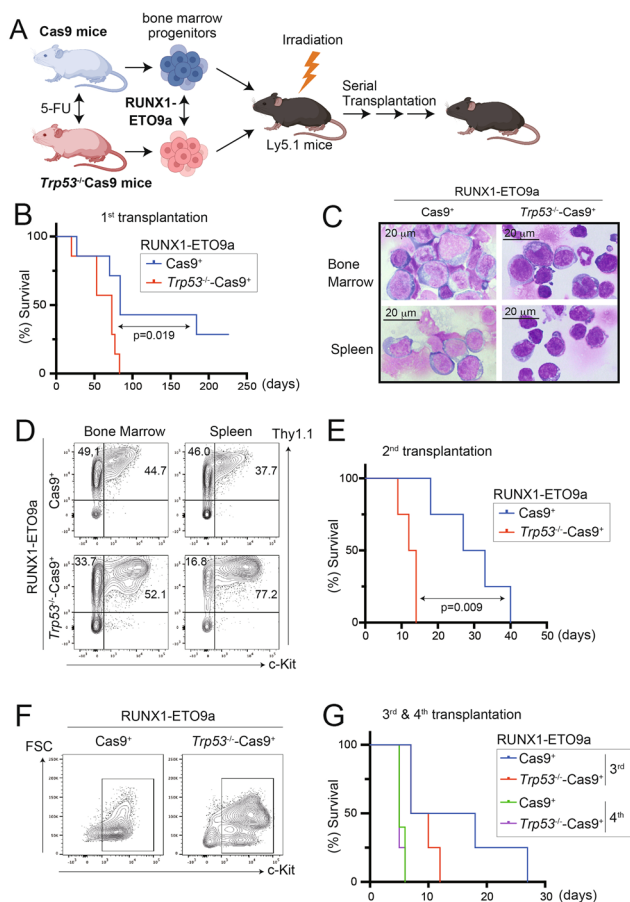 A
Cas9 mice
bone marrow
progenitors
Irradiation
5-FU
RUNX1-
ETO9a
Serial
Transplantation
Ly5.1 mice
Trp53-/-Cas9 mice
B
1st transplantation
RUNX1-ETO9a
Cas9+
Trp53-/--Cas9+
(%) Survival
100
50
0
p=0.019
0 50 100 150 200 250 (days)
C
RUNX1-ETO9a
Cas9+ Trp53-/--Cas9+
Bone
Marrow
20 µm 20 µm
Spleen
20 µm 20 µm
D
Bone Marrow Spleen
Thy1.1
RUNX1-ETO9a
Cas9+
49.1 44.7
46.0 37.7
Trp53-/--Cas9+
33.7 52.1
16.8 77.2
c-Kit
E
2nd transplantation
RUNX1-ETO9a
Cas9+
Trp53-/--Cas9+
(%) Survival
100
50
0
p=0.009
0 10 20 30 40 50 (days)
F
RUNX1-ETO9a
FSC
Cas9+ Trp53-/--Cas9+
250K
200K
150K
100K
50K
0
c-Kit
G
3rd & 4th transplantation
RUNX1-ETO9a
Cas9+
Trp53-/--Cas9+
3rd
Cas9+
Trp53-/--Cas9+
4th
(%) Survival
100
50
0
0 10 20 30 (days)